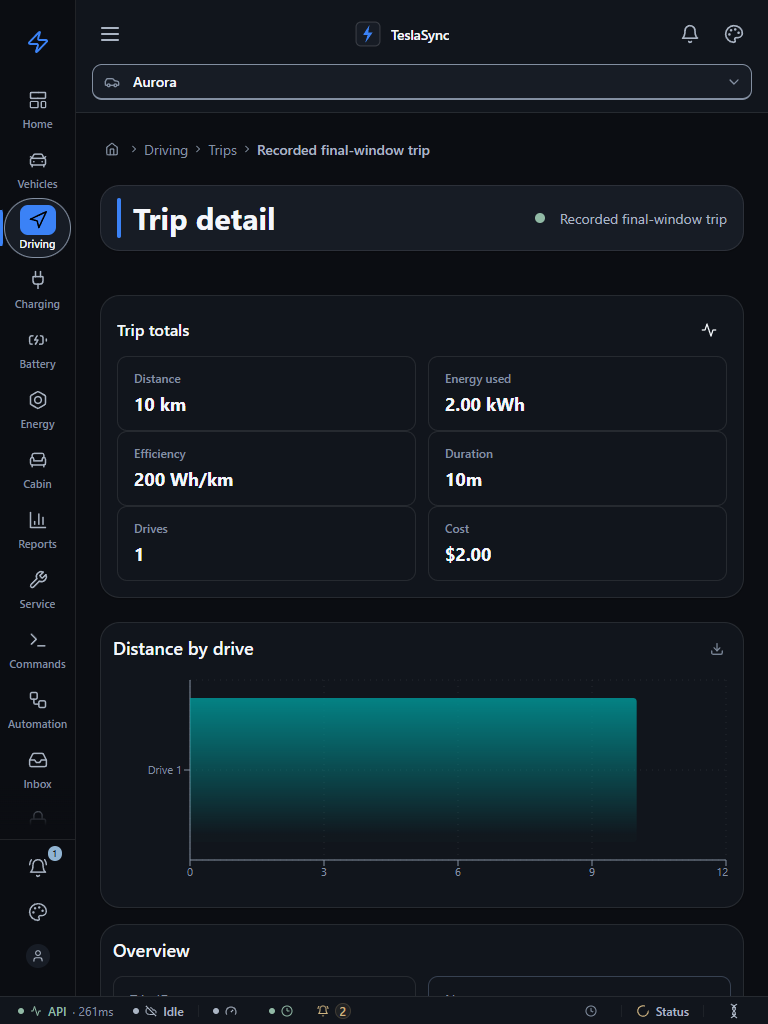 TeslaSync
Aurora
Home
Vehicles
Driving
Charging
Battery
Energy
Cabin
Reports
Service
Commands
Automation
Inbox
1
Driving > Trips > Recorded final-window trip
Trip detail
Recorded final-window trip
Trip totals
Distance
10 km
Energy used
2.00 kWh
Efficiency
200 Wh/km
Duration
10m
Drives
1
Cost
$2.00
Distance by drive
Drive 1
0 3 6 9 12
Overview
API · 261ms
Idle
2
Status